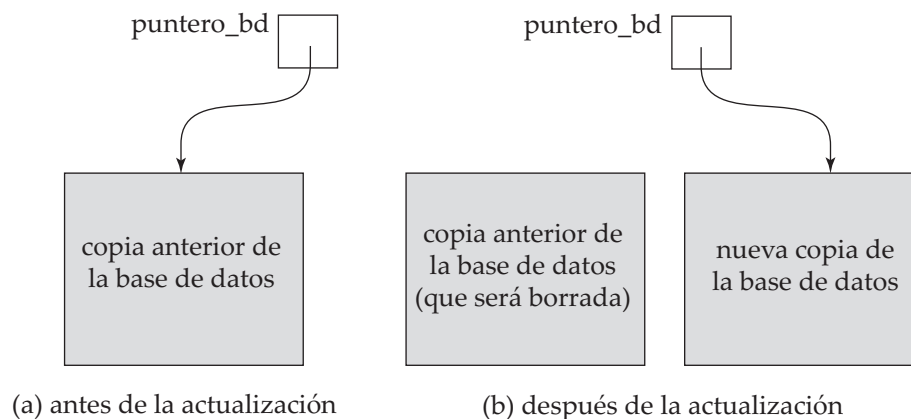 puntero_bd
copia anterior de
la base de datos
(a) antes de la actualización
puntero_bd
copia anterior de
la base de datos
(que será borrada)
nueva copia de
la base de datos
(b) después de la actualización